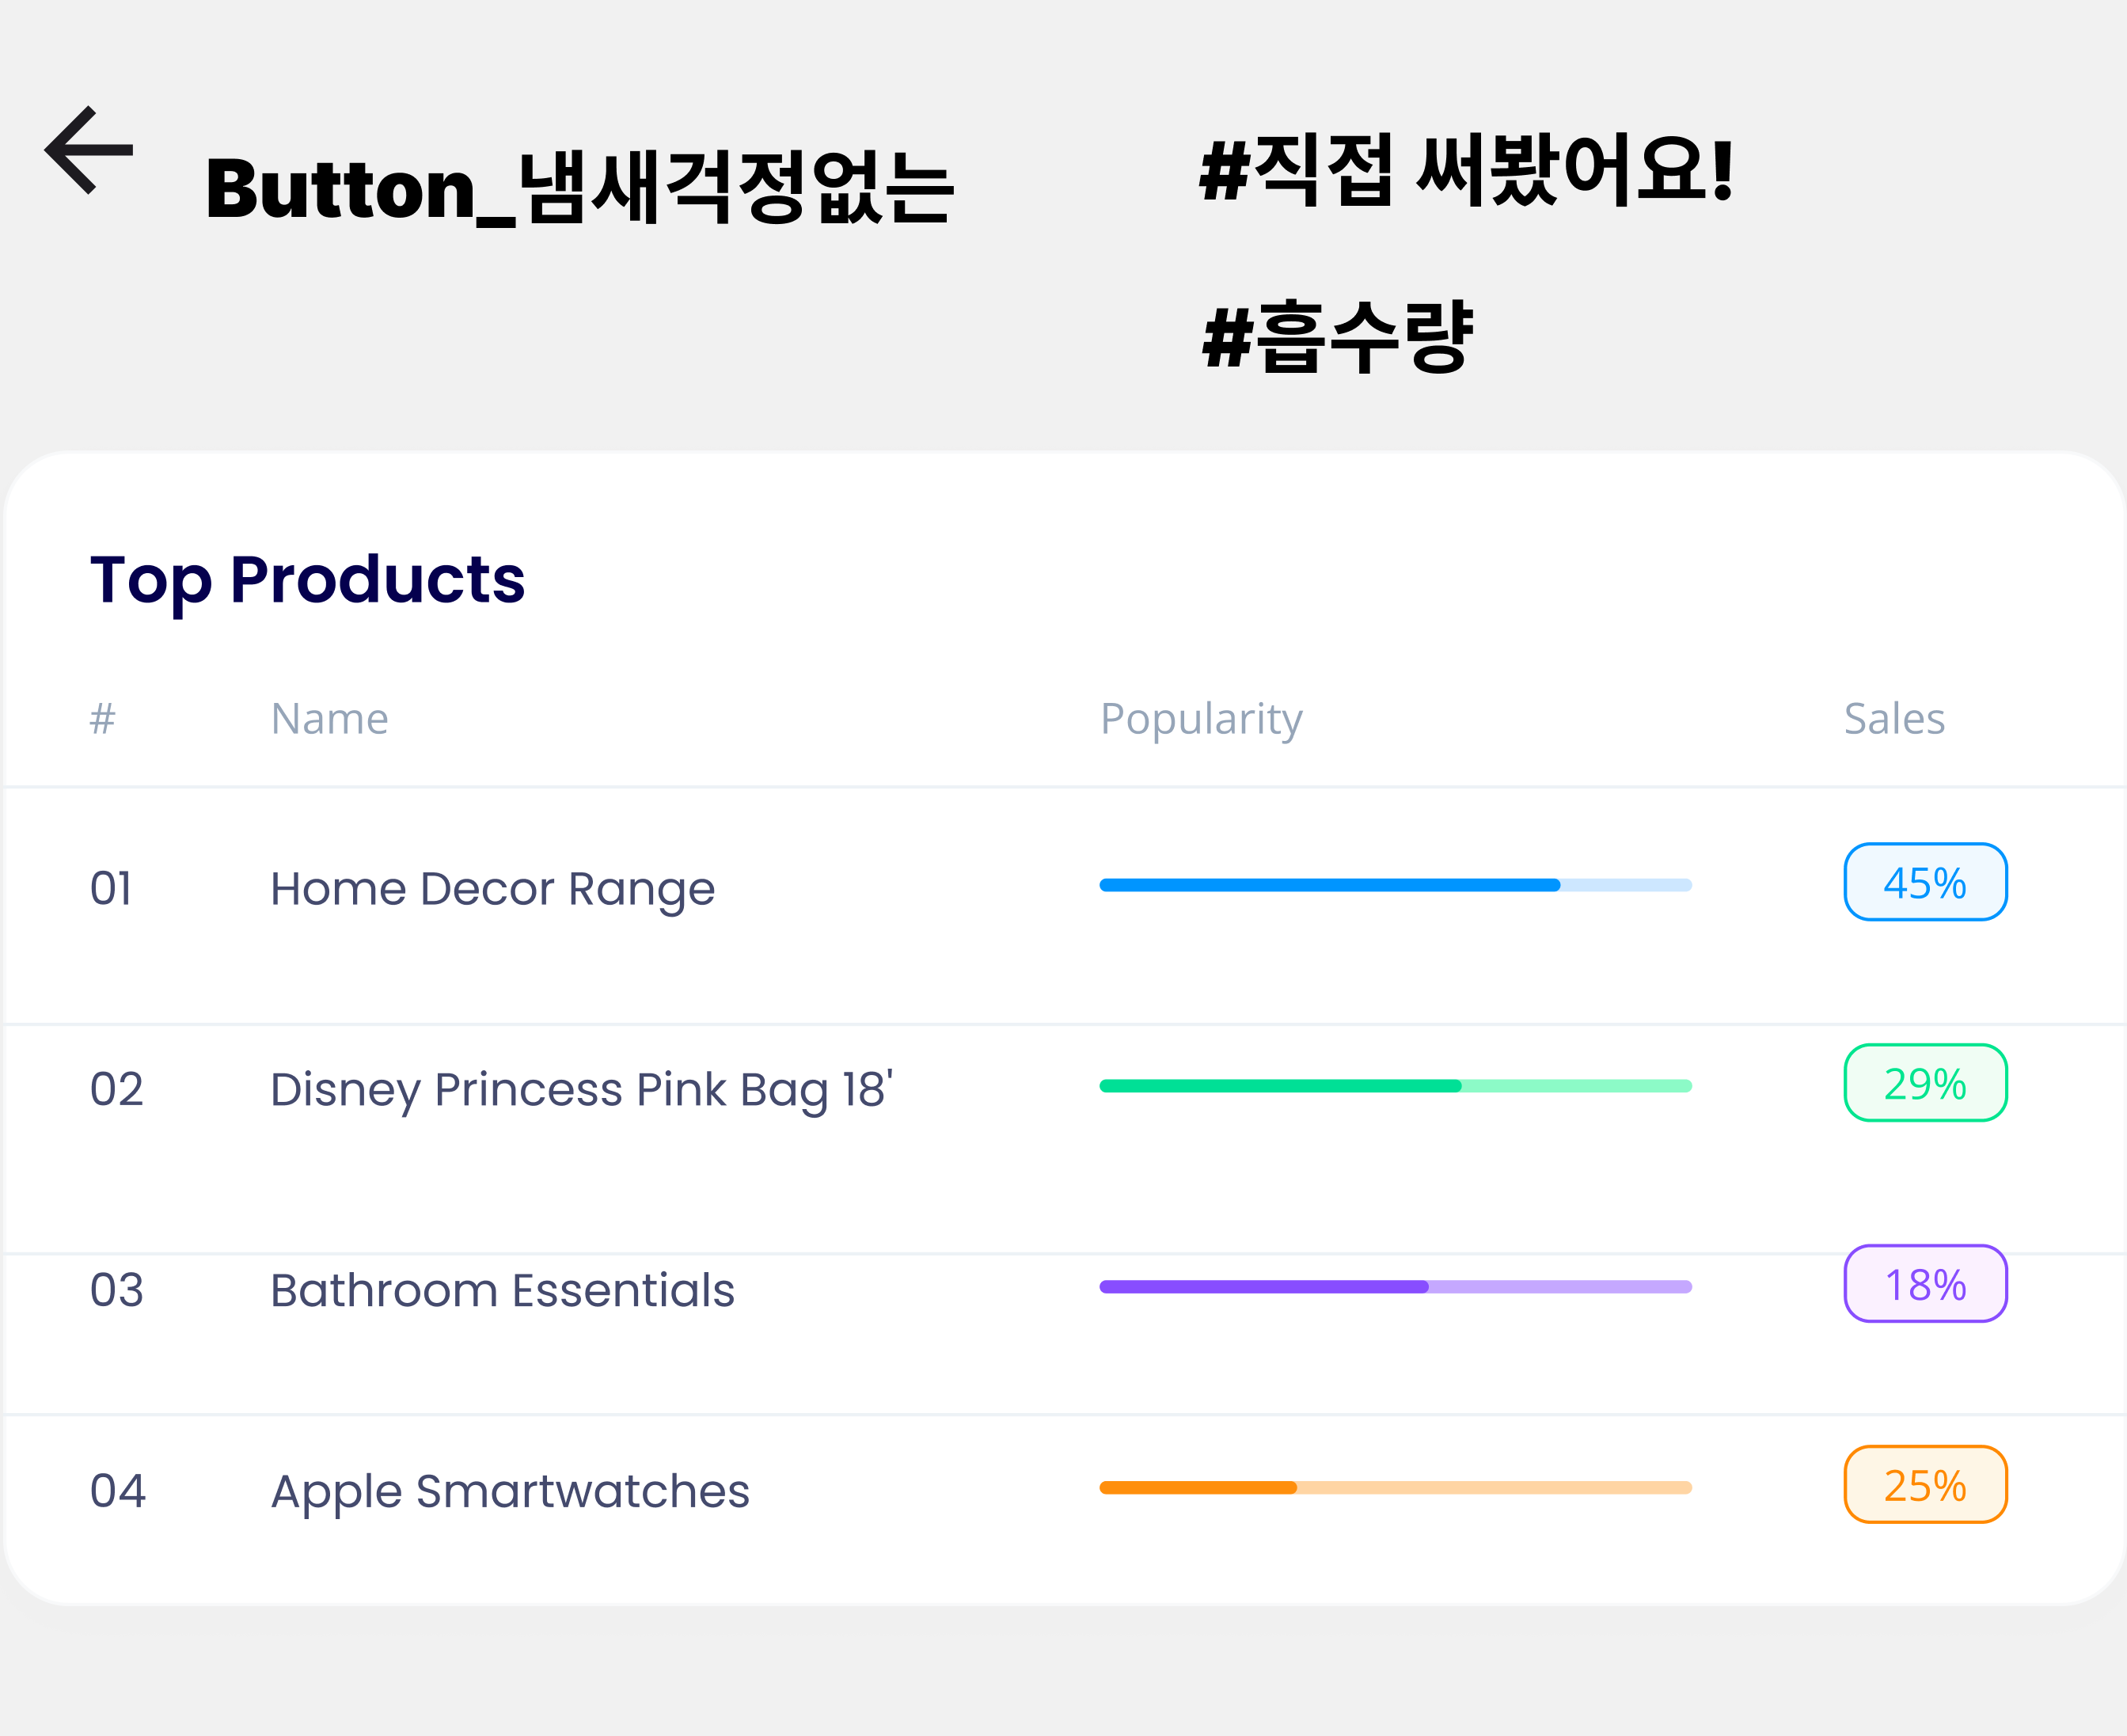 Button_냄새걱정없는
#직접 새봤어요!
#흡수량
Top Products
# Name Popularity Sales
01 Home Decor Range 45%
02 Disney Princess Pink Bag 18' 29%
03 Bathroom Essentials 18%
04 Apple Smartwatches 25%